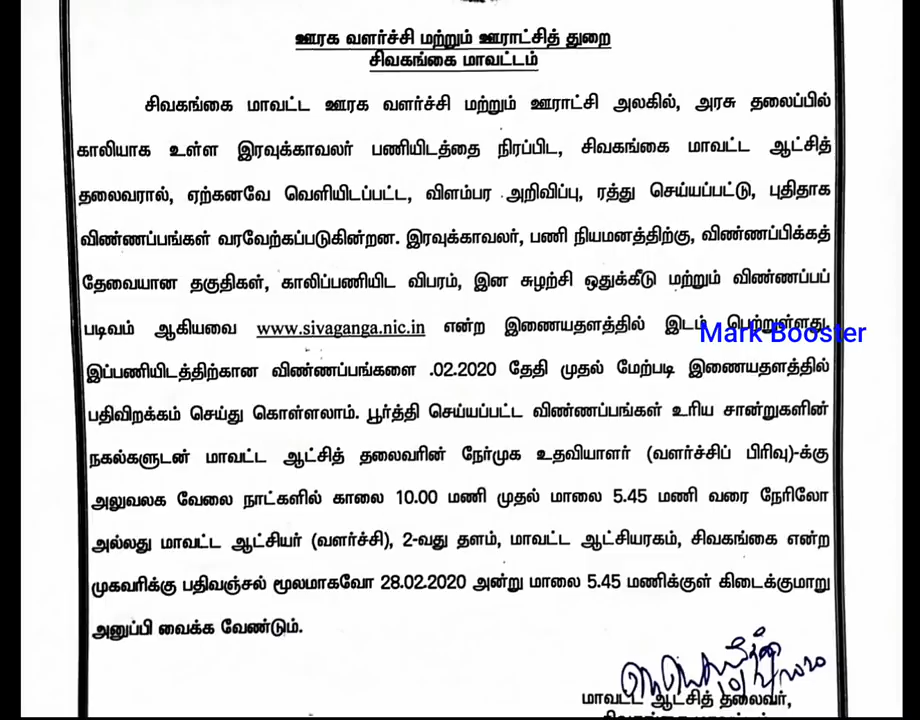 ஊரக வளர்ச்சி மற்றும் ஊராட்சித் துறை
சிவகங்கை மாவட்டம்
சிவகங்கை மாவட்ட ஊரக வளர்ச்சி மற்றும் ஊராட்சி அலகில், அரசு தலைப்பில்
காலியாக உள்ள இரவுக்காவலர் பணியிடத்தை நிரப்பிட, சிவகங்கை மாவட்ட ஆட்சித்
தலைவரால், ஏற்கனவே வெளியிடப்பட்ட, விளம்பர அறிவிப்பு, ரத்து செய்யப்பட்டு, புதிதாக
விண்ணப்பங்கள் வரவேற்கப்படுகின்றன. இரவுக்காவலர், பணி நியமனத்திற்கு, விண்ணப்பிக்கத்
தேவையான தகுதிகள், காலிப்பணியிட விபரம், இன சுழற்சி ஒதுக்கீடு மற்றும் விண்ணப்பப்
படிவம் ஆகியவை www.sivaganga.nic.in என்ற இணையதளத்தில் இடம் பெற்றுள்ளது.
Mark Booster
இப்பணியிடத்திற்கான விண்ணப்பங்களை .02.2020 தேதி முதல் மேற்படி இணையதளத்தில்
பதிவிறக்கம் செய்து கொள்ளலாம். பூர்த்தி செய்யப்பட்ட விண்ணப்பங்கள் உரிய சான்றுகளின்
நகல்களுடன் மாவட்ட ஆட்சித் தலைவரின் நேர்முக உதவியாளர் (வளர்ச்சிப் பிரிவு)-க்கு
அலுவலக வேலை நாட்களில் காலை 10.00 மணி முதல் மாலை 5.45 மணி வரை நேரிலோ
அல்லது மாவட்ட ஆட்சியர் (வளர்ச்சி), 2-வது தளம், மாவட்ட ஆட்சியரகம், சிவகங்கை என்ற
முகவரிக்கு பதிவஞ்சல் மூலமாகவோ 28.02.2020 அன்று மாலை 5.45 மணிக்குள் கிடைக்குமாறு
அனுப்பி வைக்க வேண்டும்.
மாவட்ட ஆட்சித் தலைவர்,